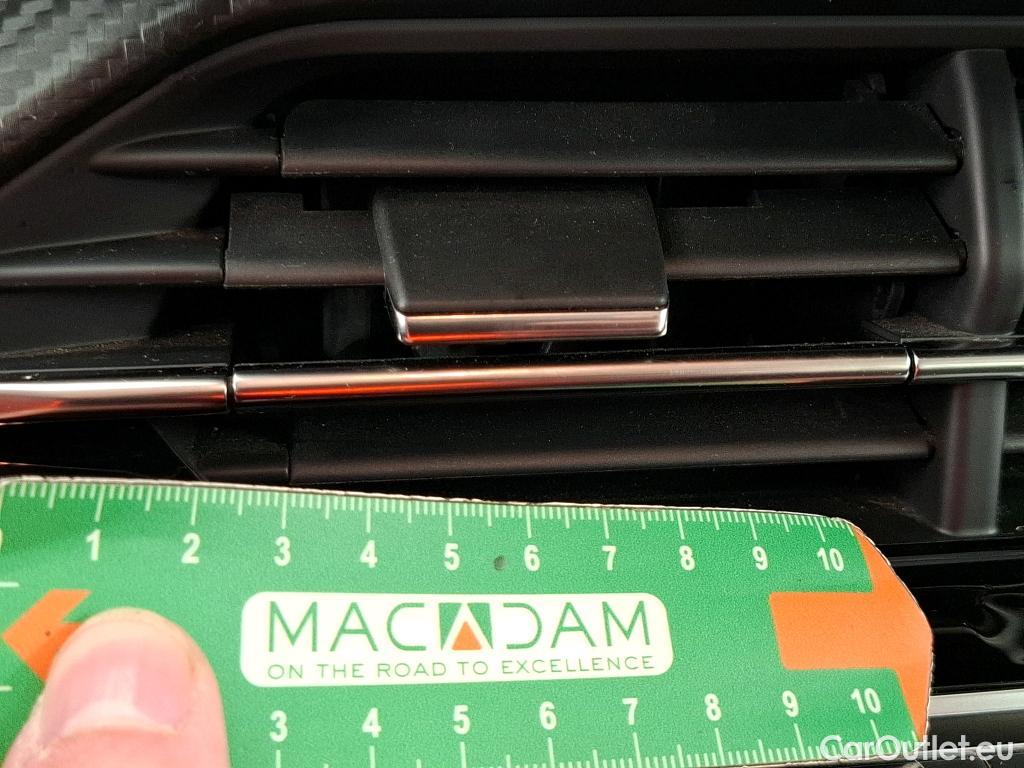 1 2 3 4 5 6 7 8 9 10
MACADAM
ON THE ROAD TO EXCELLENCE
3 4 5 6 7 8 9 10
CarOutlet.eu